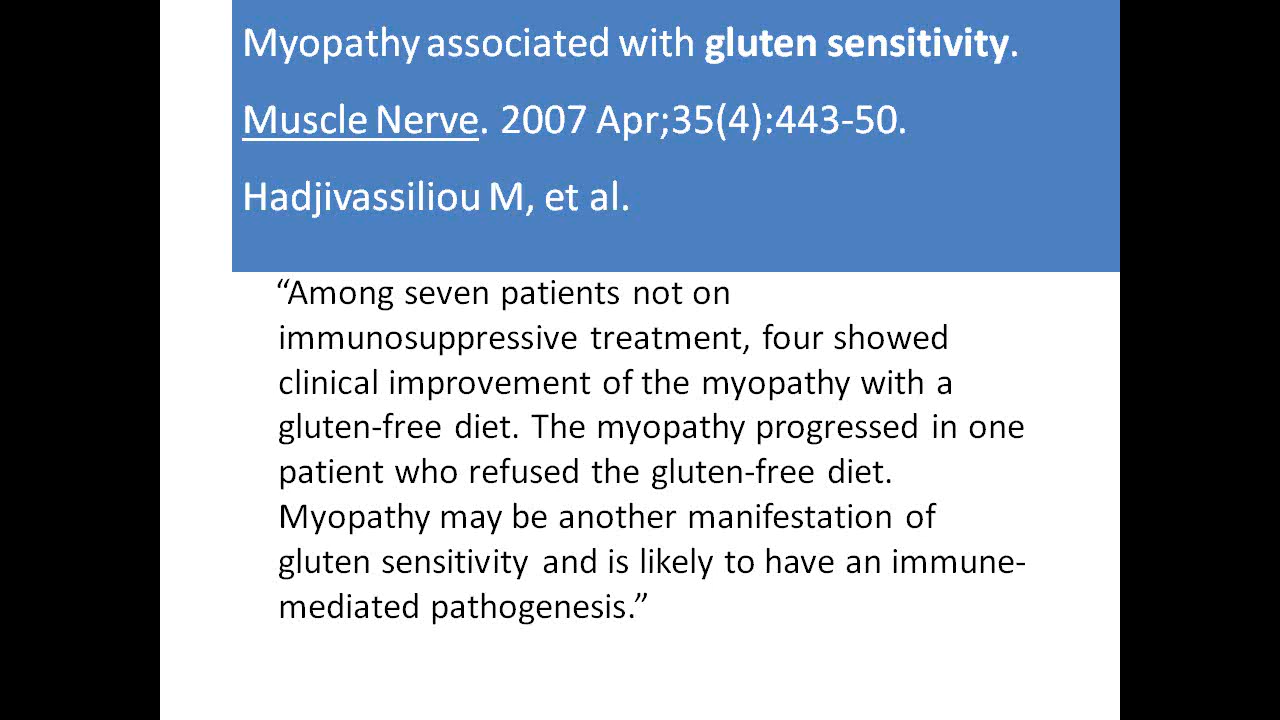 Myopathy associated with gluten sensitivity.
Muscle Nerve. 2007 Apr;35(4):443-50.
Hadjivassiliou M, et al.
“Among seven patients not on
immunosuppressive treatment, four showed
clinical improvement of the myopathy with a
gluten-free diet. The myopathy progressed in one
patient who refused the gluten-free diet.
Myopathy may be another manifestation of
gluten sensitivity and is likely to have an immune-
mediated pathogenesis.”